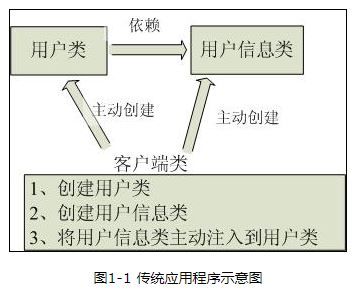 依赖
用户类
用户信息类
主动创建
主动创建
客户端类
1、创建用户类
2、创建用户信息类
3、将用户信息类主动注入到用户类
图1-1 传统应用程序示意图